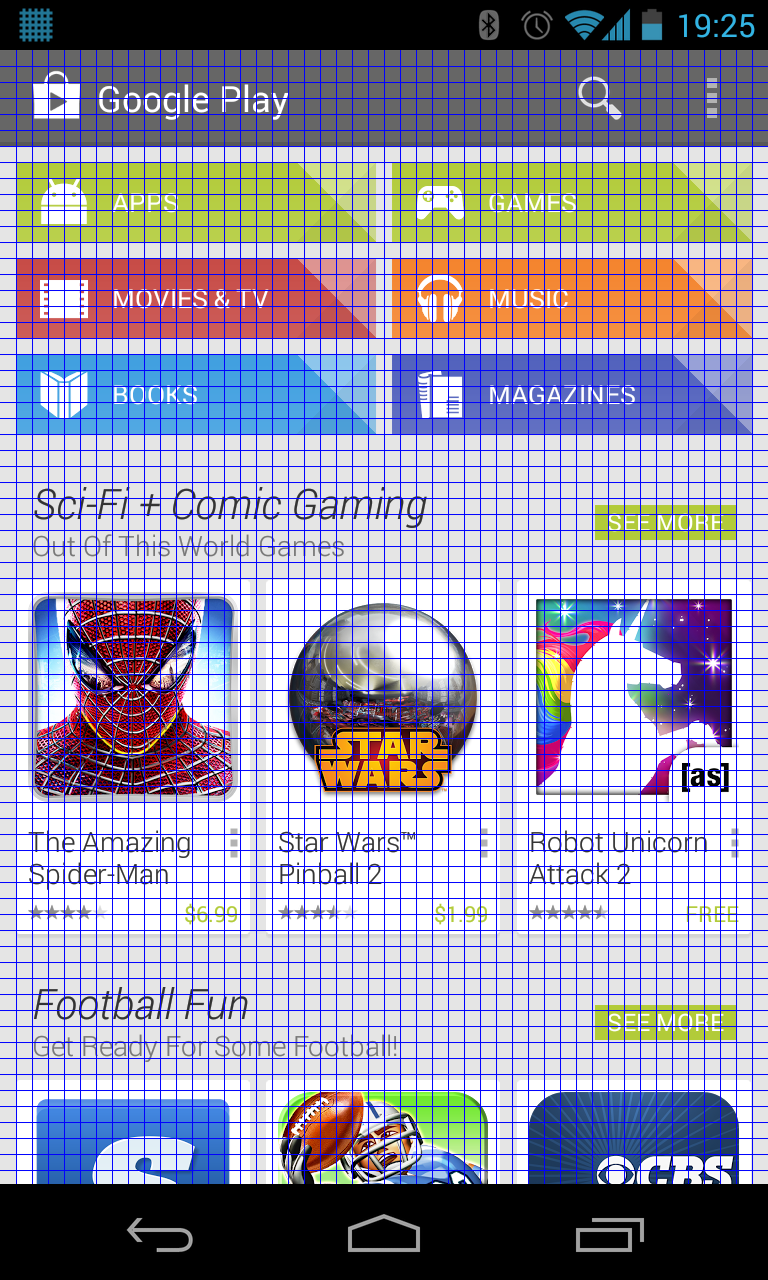 19:25
Google Play
APPS
GAMES
MOVIES & TV
MUSIC
BOOKS
MAGAZINES
Sci-Fi + Comic Gaming
Out Of This World Games
SEE MORE
STAR WARS
[as]
The Amazing Spider-Man
Star Wars™ Pinball 2
Robot Unicorn Attack 2
$6.99
$1.99
FREE
Football Fun
Get Ready For Some Football!
SEE MORE
S
CBS